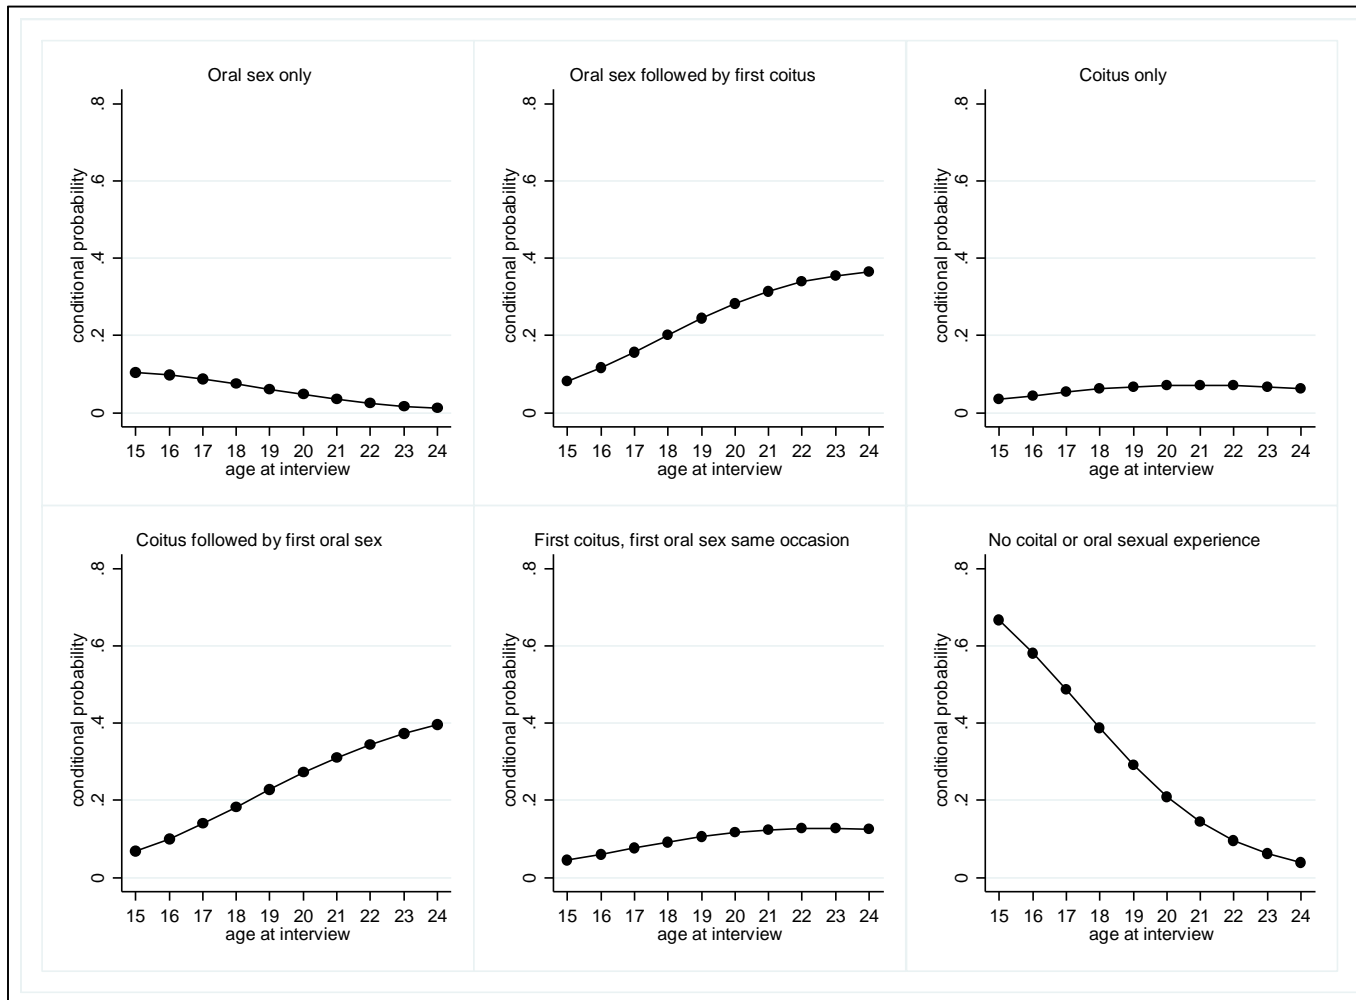 Oral sex only
conditional probability
0 .2 .4 .6 .8
15 16 17 18 19 20 21 22 23 24
age at interview
Oral sex followed by first coitus
conditional probability
0 .2 .4 .6 .8
15 16 17 18 19 20 21 22 23 24
age at interview
Coitus only
conditional probability
0 .2 .4 .6 .8
15 16 17 18 19 20 21 22 23 24
age at interview
Coitus followed by first oral sex
conditional probability
0 .2 .4 .6 .8
15 16 17 18 19 20 21 22 23 24
age at interview
First coitus, first oral sex same occasion
conditional probability
0 .2 .4 .6 .8
15 16 17 18 19 20 21 22 23 24
age at interview
No coital or oral sexual experience
conditional probability
0 .2 .4 .6 .8
15 16 17 18 19 20 21 22 23 24
age at interview